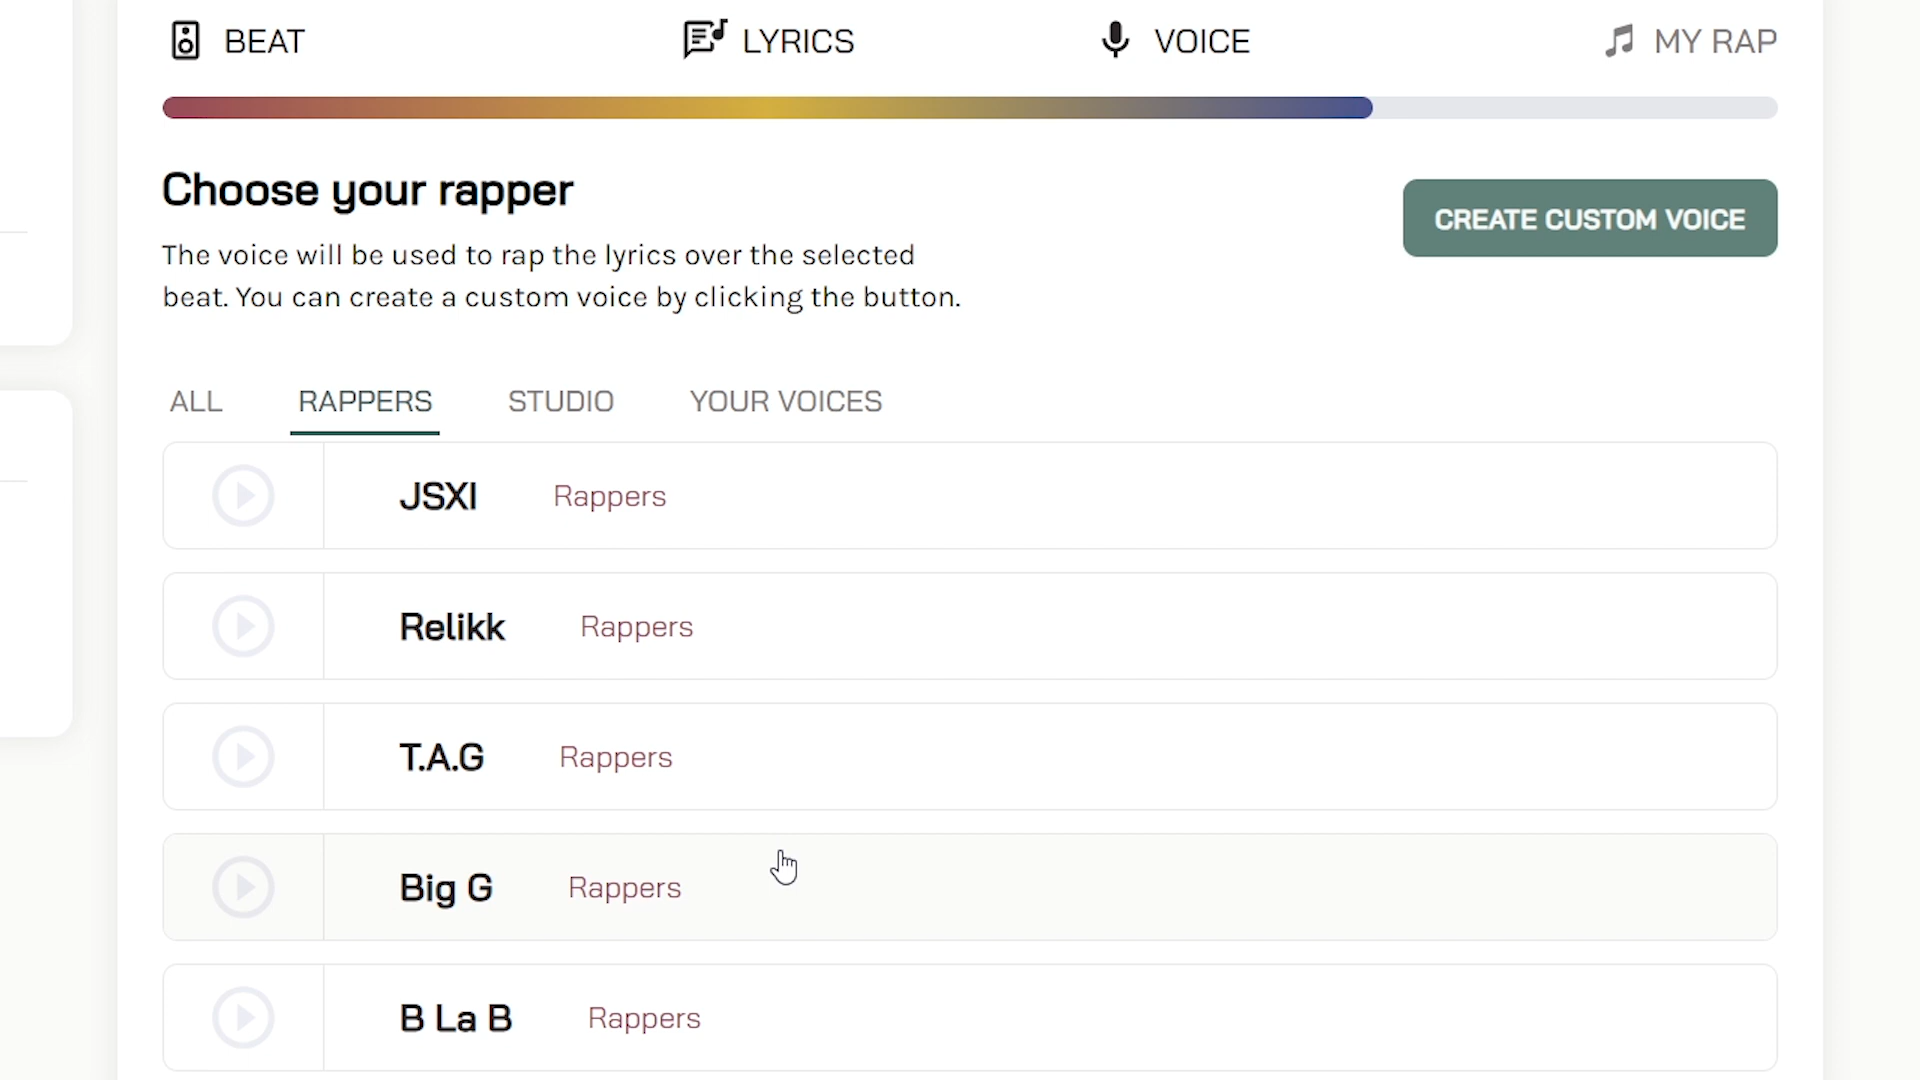 BEAT
LYRICS
VOICE
MY RAP
Choose your rapper
CREATE CUSTOM VOICE
The voice will be used to rap the lyrics over the selected
beat. You can create a custom voice by clicking the button.
ALL
RAPPERS
STUDIO
YOUR VOICES
JSXI Rappers
Relikk Rappers
T.A.G Rappers
Big G Rappers
B La B Rappers